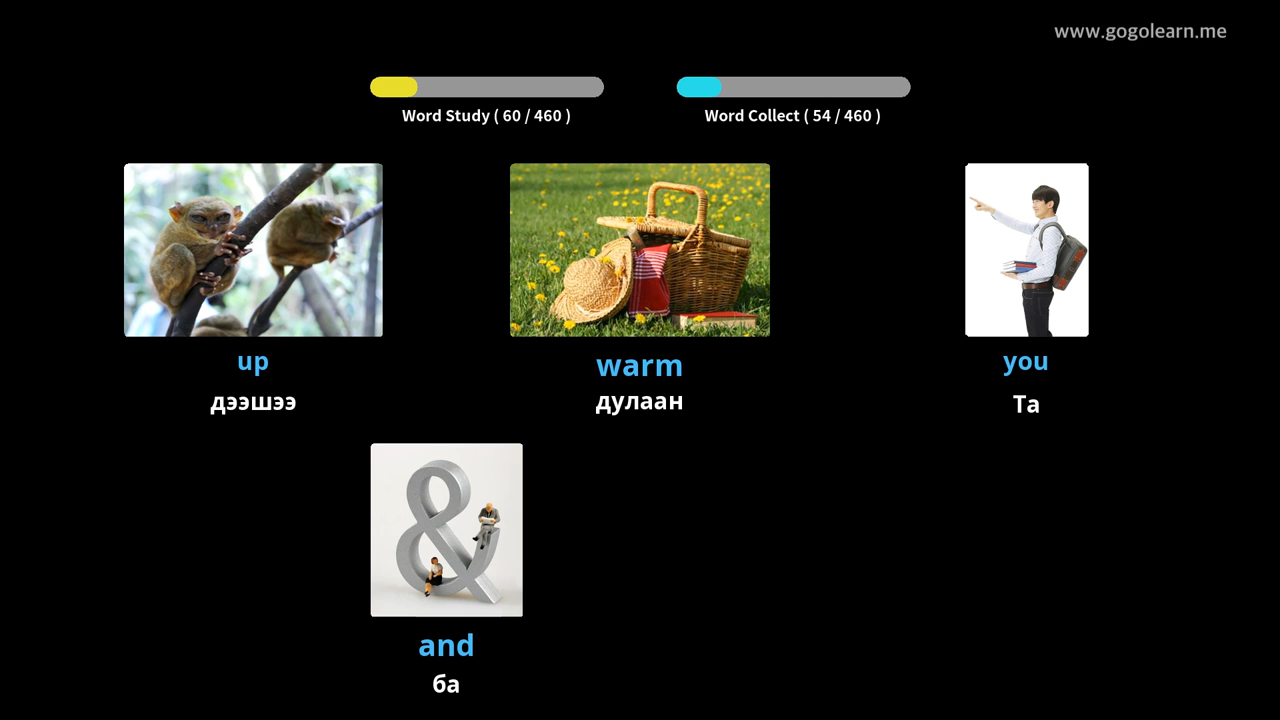 www.gogolearn.me
Word Study ( 60 / 460 )
Word Collect ( 54 / 460 )
up
дээшээ
warm
дулаан
you
Та
and
ба